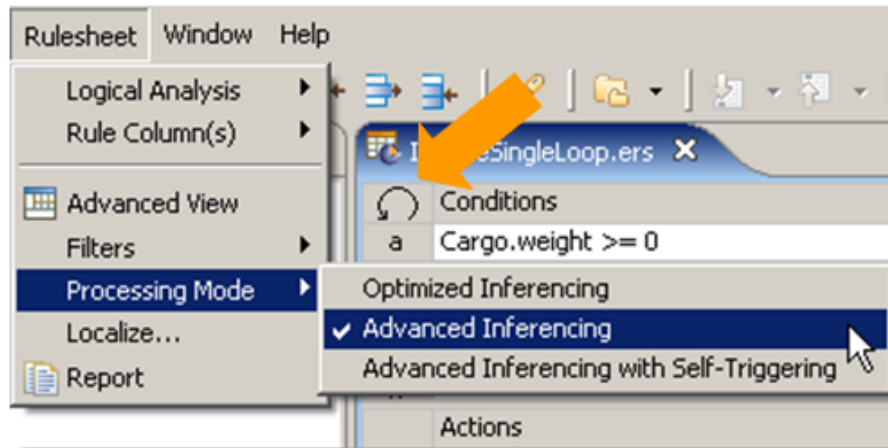 Rulesheet Window Help
Logical Analysis
Rule Column(s)
Advanced View
Filters
Processing Mode
Localize...
Report
SingleLoop.ers
Conditions
a Cargo.weight >= 0
Optimized Inferencing
Advanced Inferencing
Advanced Inferencing with Self-Triggering
Actions